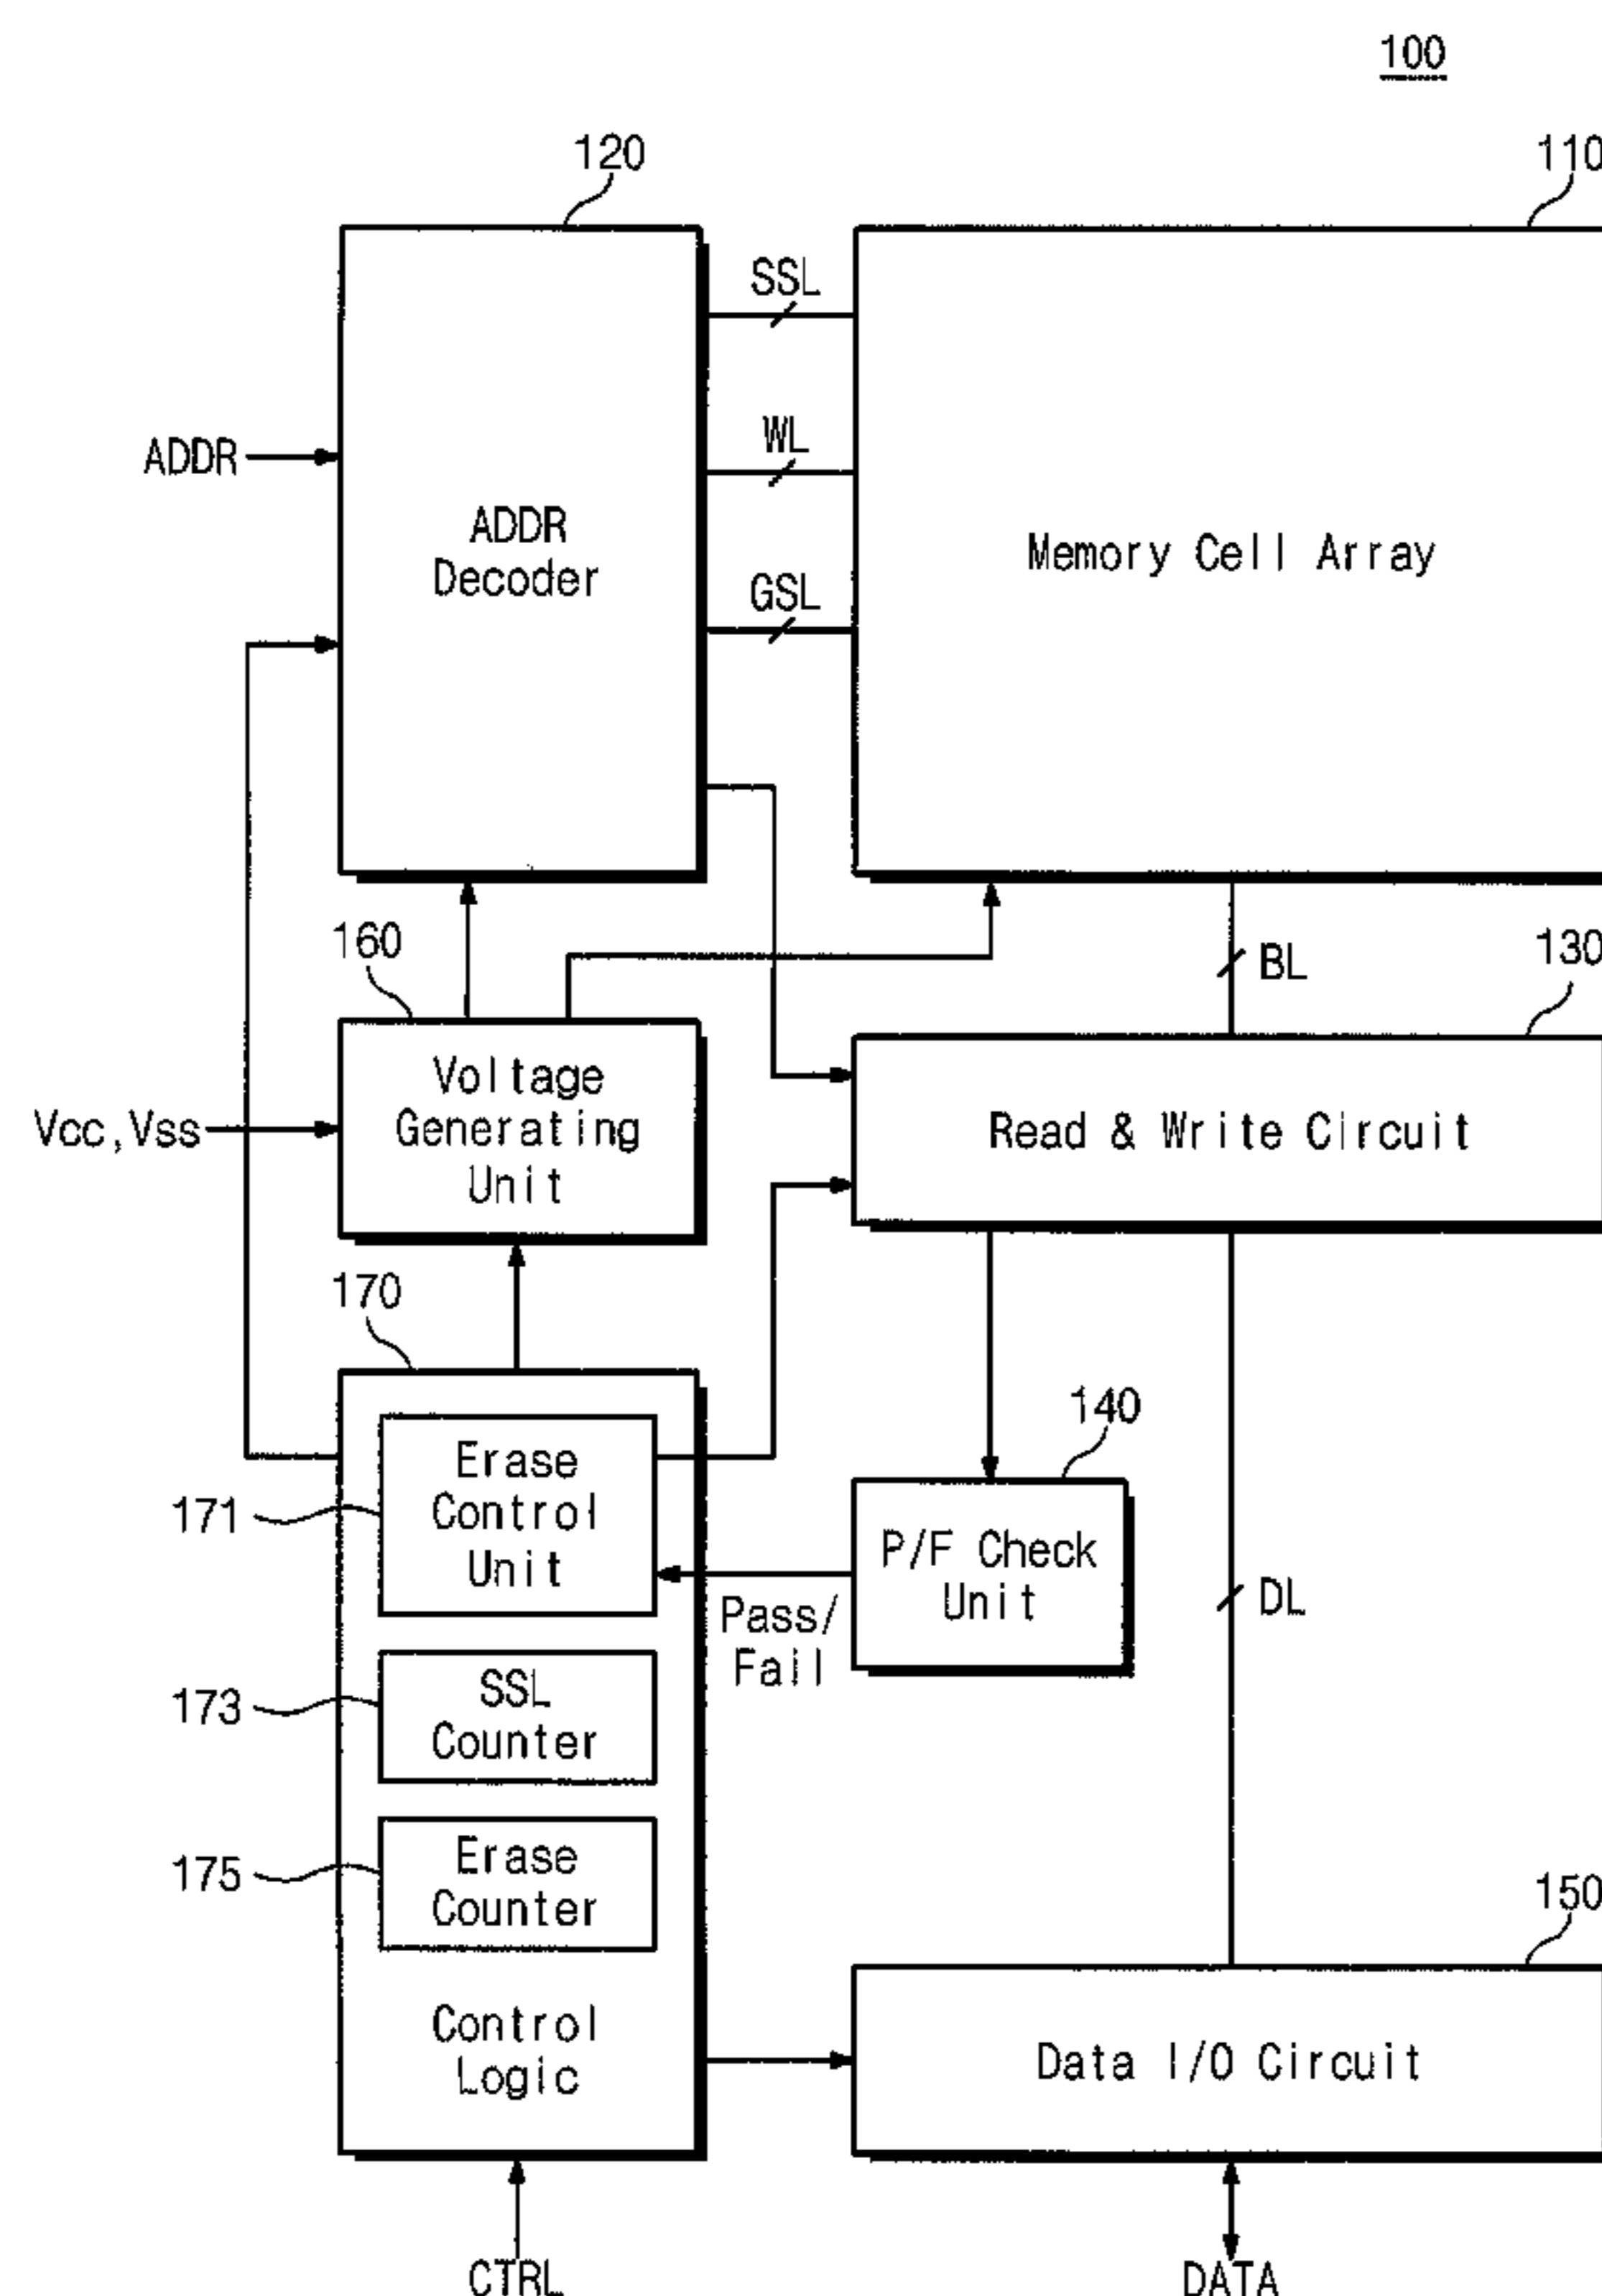 100
120
110
SSL
WL
GSL
ADDR
ADDR
Decoder
Memory Cell Array
160
BL
130
Vcc,Vss
Voltage
Generating
Unit
Read & Write Circuit
170
140
171
Erase
Control
Unit
P/F Check
Unit
Pass/
Fail
DL
173
SSL
Counter
175
Erase
Counter
150
Control
Logic
Data I/O Circuit
CTRL
DATA